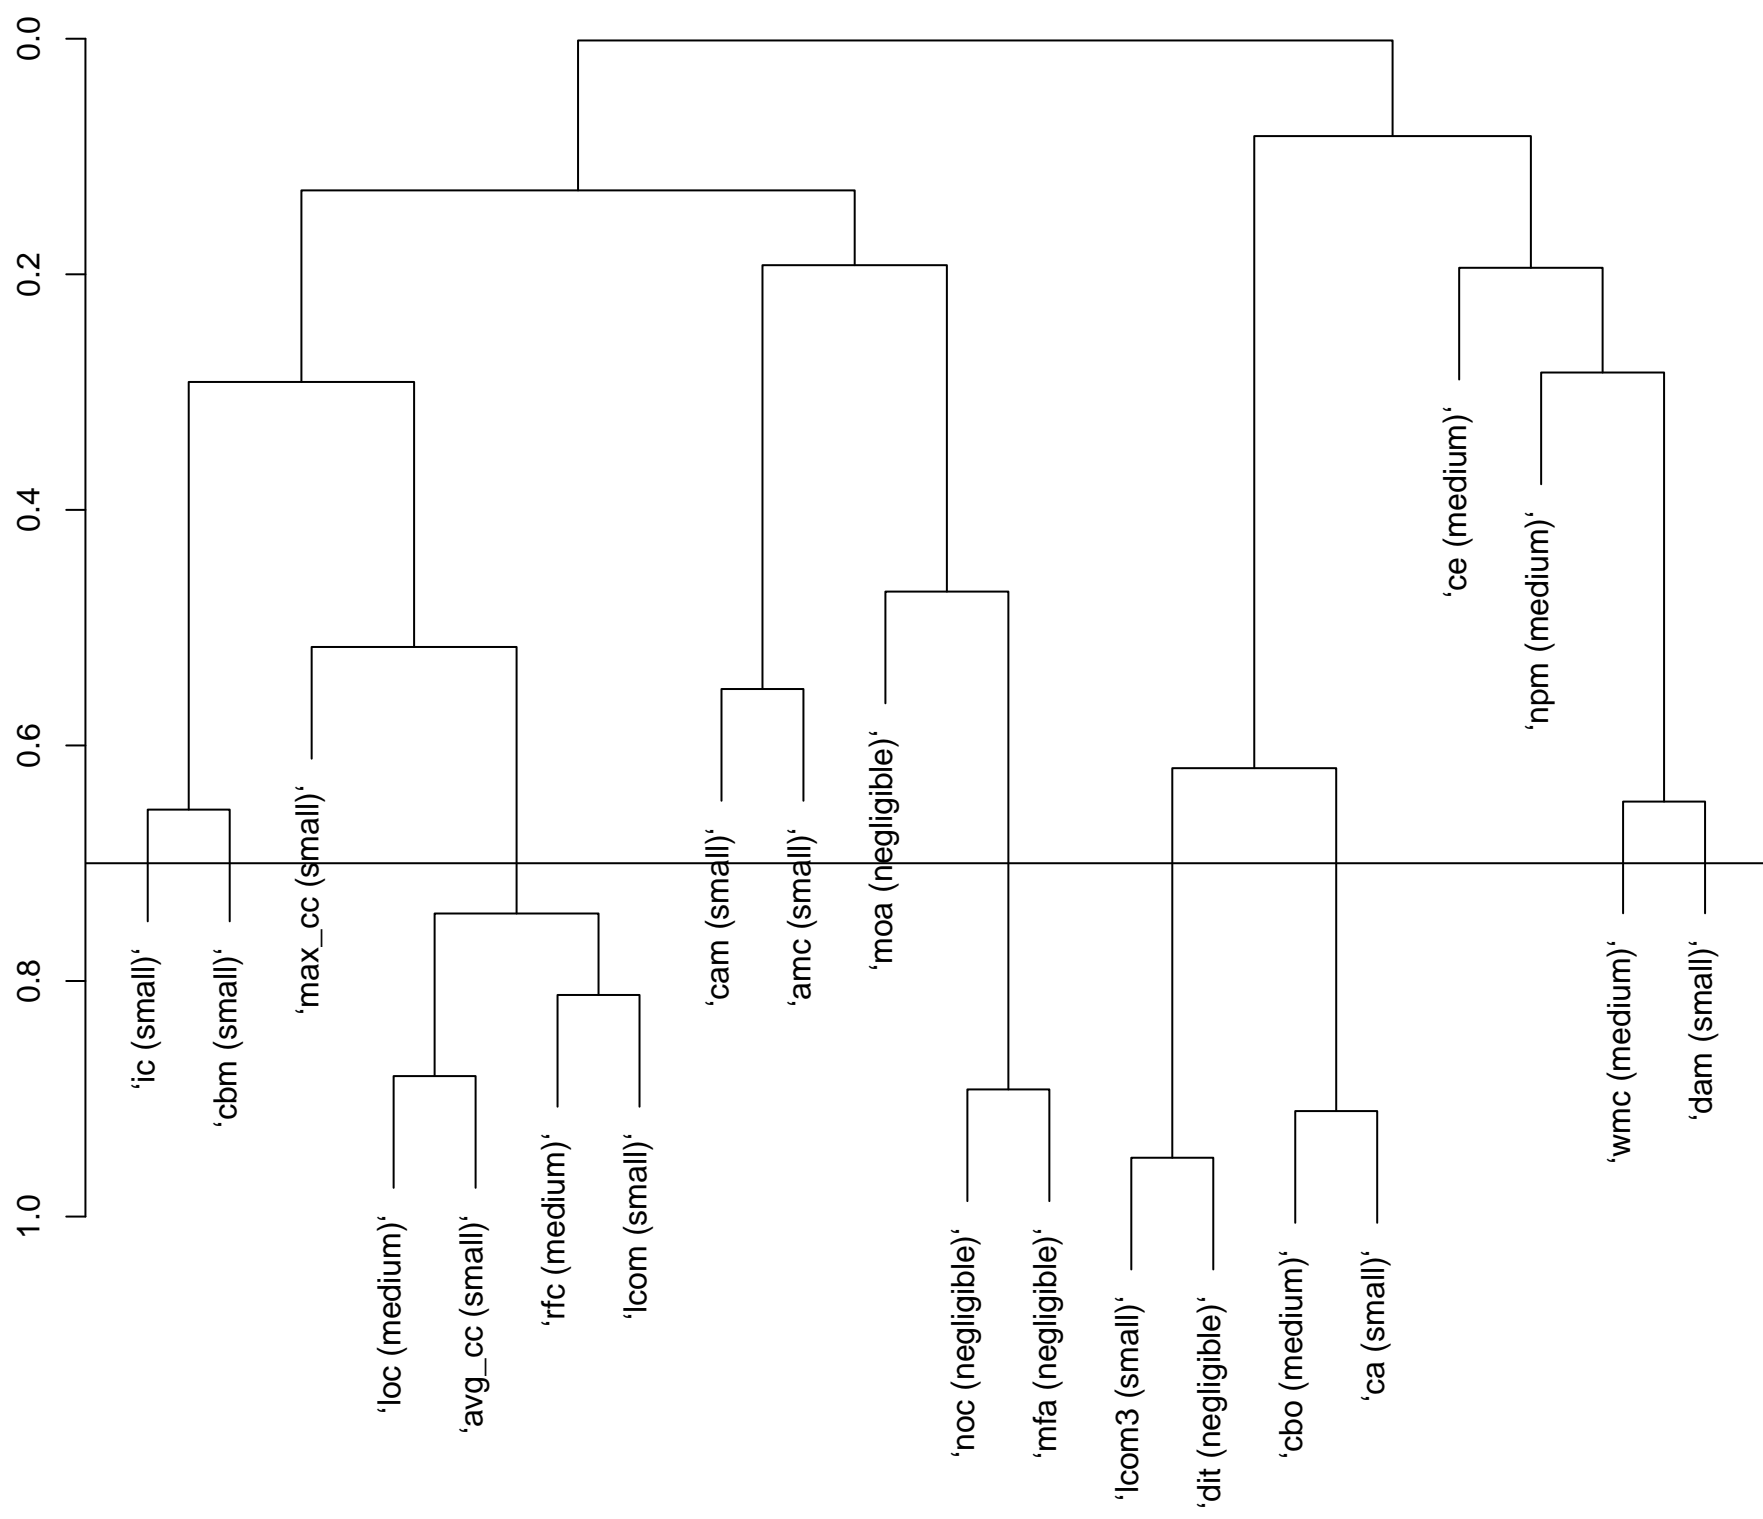 0.0
0.2
0.4
0.6
0.8
1.0
‘ic (small)‘
‘cbm (small)‘
‘max_cc (small)‘
‘loc (medium)‘
‘avg_cc (small)‘
‘rfc (medium)‘
‘lcom (small)‘
‘cam (small)‘
‘amc (small)‘
‘moa (negligible)‘
‘noc (negligible)‘
‘mfa (negligible)‘
‘lcom3 (small)‘
‘dit (negligible)‘
‘cbo (medium)‘
‘ca (small)‘
‘ce (medium)‘
‘npm (medium)‘
‘wmc (medium)‘
‘dam (small)‘